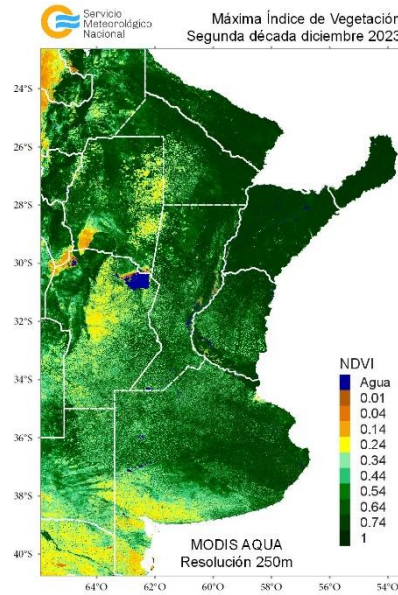 Servicio
Meteorológico
Nacional
Máxima Índice de Vegetación
Segunda década diciembre 2023
24°S
26°S
28°S
30°S
32°S
34°S
36°S
38°S
40°S
NDVI
Agua
0.01
0.04
0.14
0.24
0.34
0.44
0.54
0.64
0.74
1
MODIS AQUA
Resolución 250m
64°O
62°O
60°O
58°O
56°O
54°O